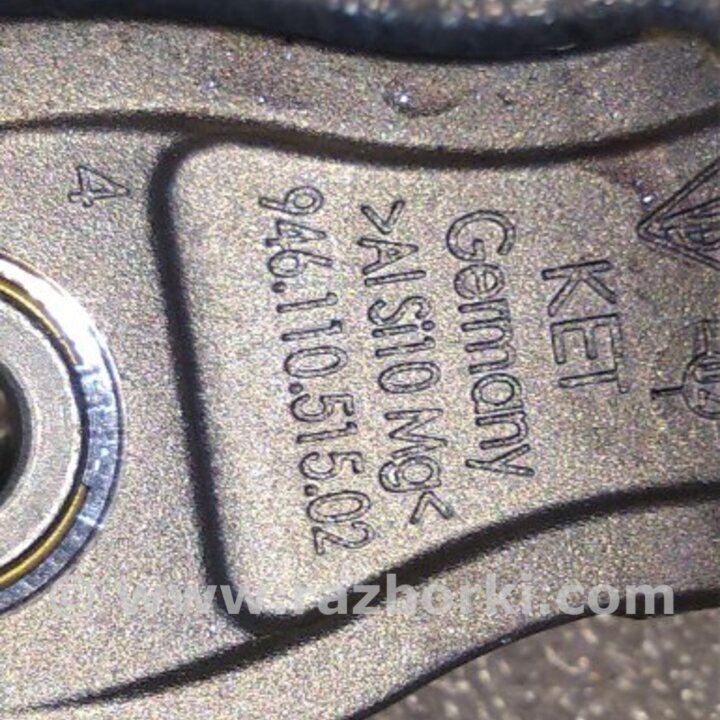 KET
Germany
>Al Si10 Mg<
946.110.515.02
4
© www.razborki.com